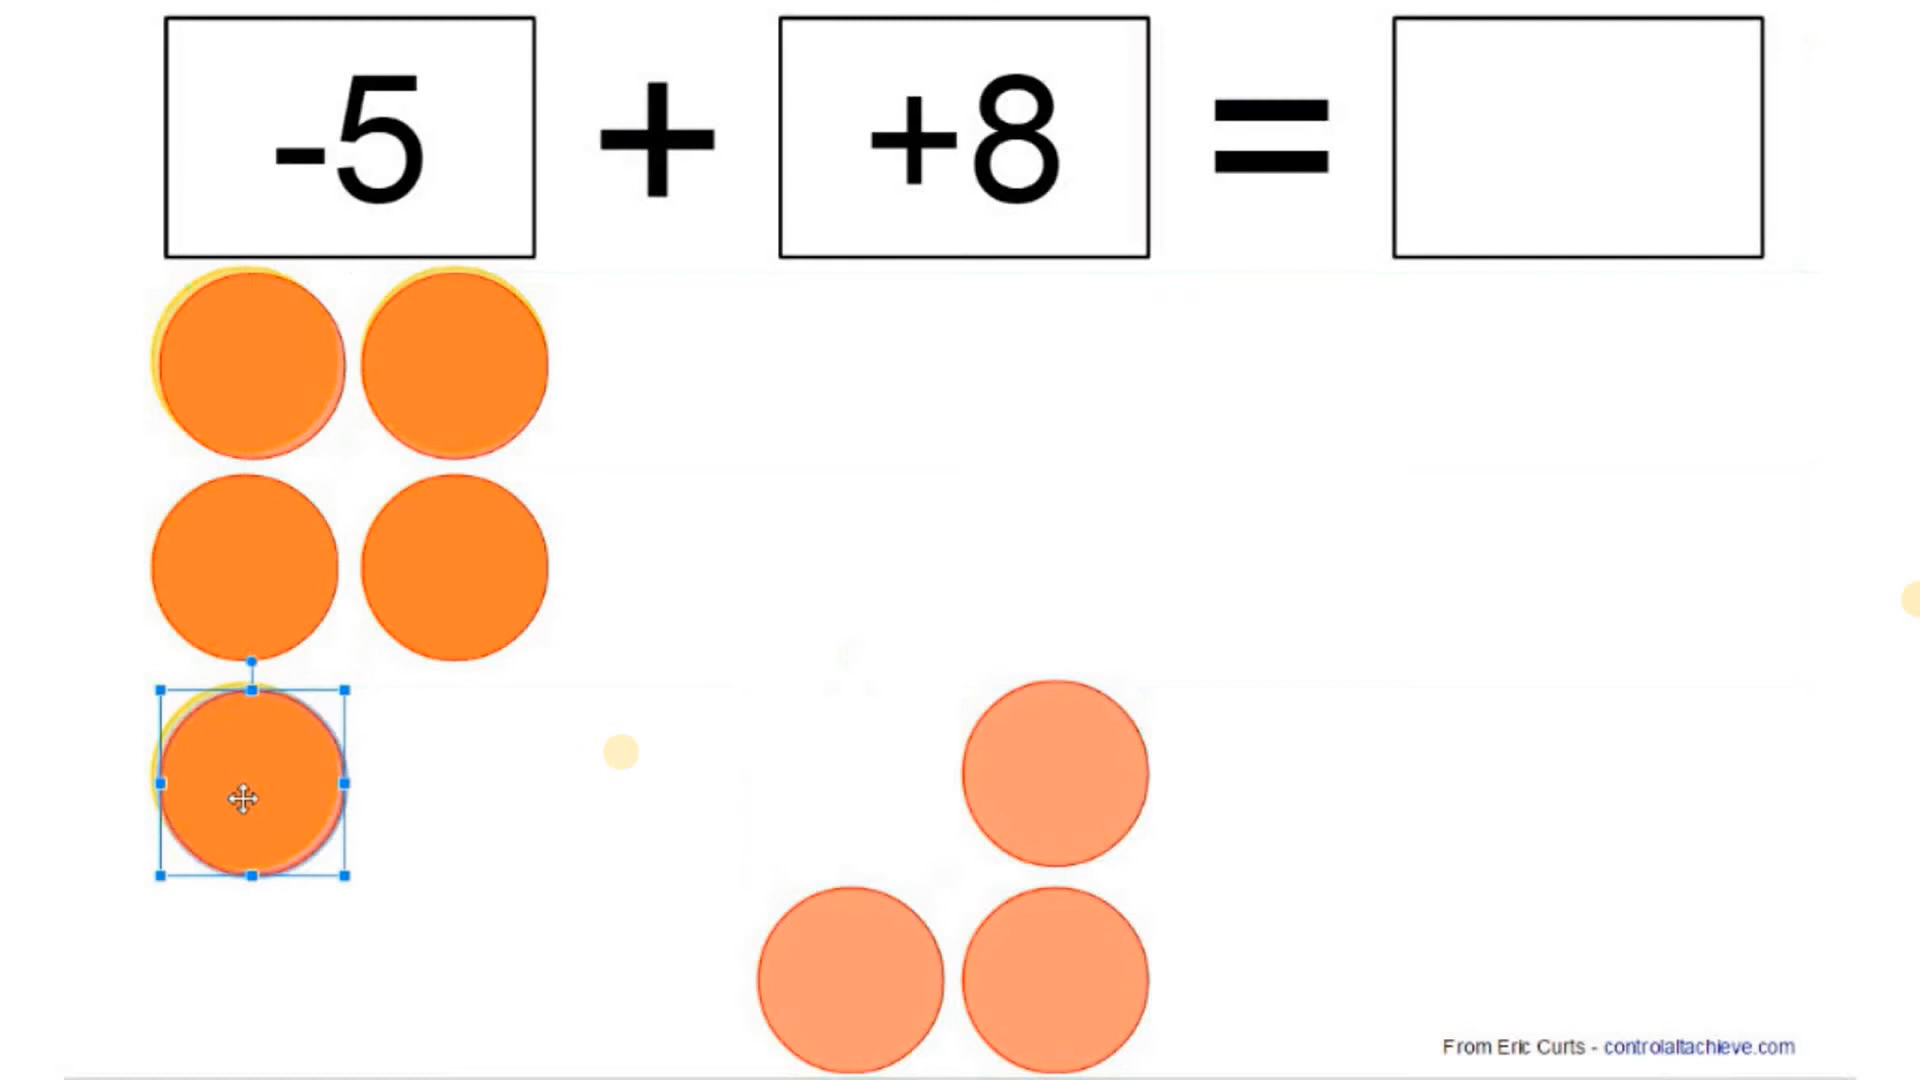 -5 + +8 =
From Eric Curts - controlaltachieve.com